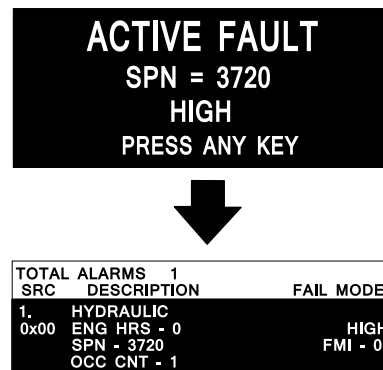 ACTIVE FAULT
SPN = 3720
HIGH
PRESS ANY KEY
TOTAL ALARMS 1
SRC DESCRIPTION FAIL MODE
1. HYDRAULIC
0x00 ENG HRS - 0 HIGH
SPN - 3720 FMI - 0
OCC CNT - 1